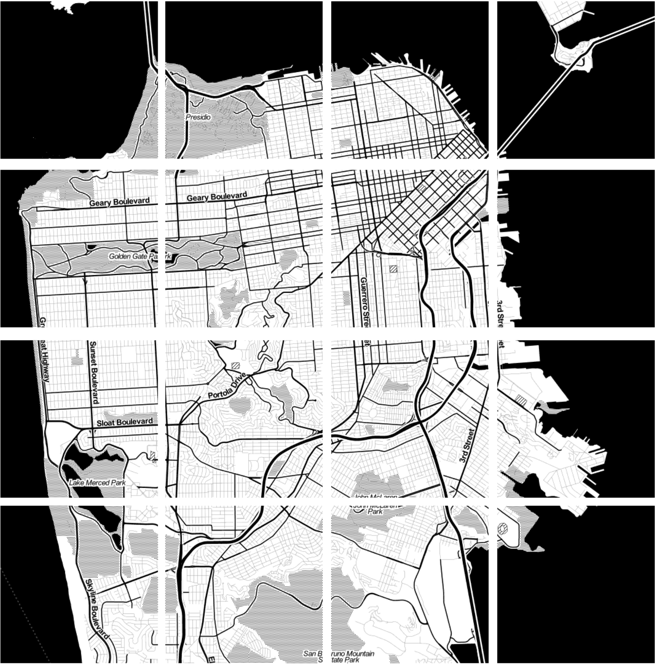 Presidio
Geary Boulevard
Geary Boulevard
Golden Gate Park
Guerrero Street
3rd Street
Great Highway
Sunset Boulevard
Portola Drive
Sloat Boulevard
3rd Street
Lake Merced Park
John McLaren
Park
Skyline Boulevard
San Bruno Mountain
State Park